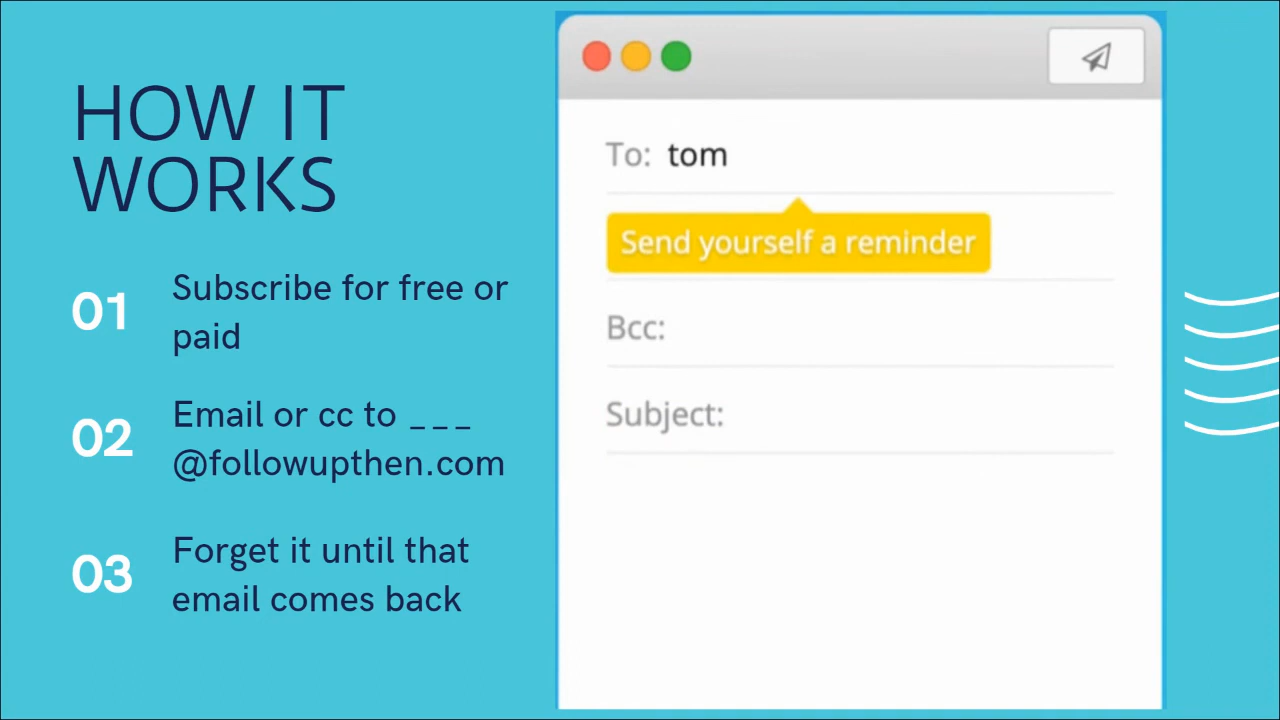 HOW IT
WORKS
01
Subscribe for free or
paid
02
Email or cc to _ _ _
@followupthen.com
03
Forget it until that
email comes back
To: tom
Send yourself a reminder
Bcc:
Subject: